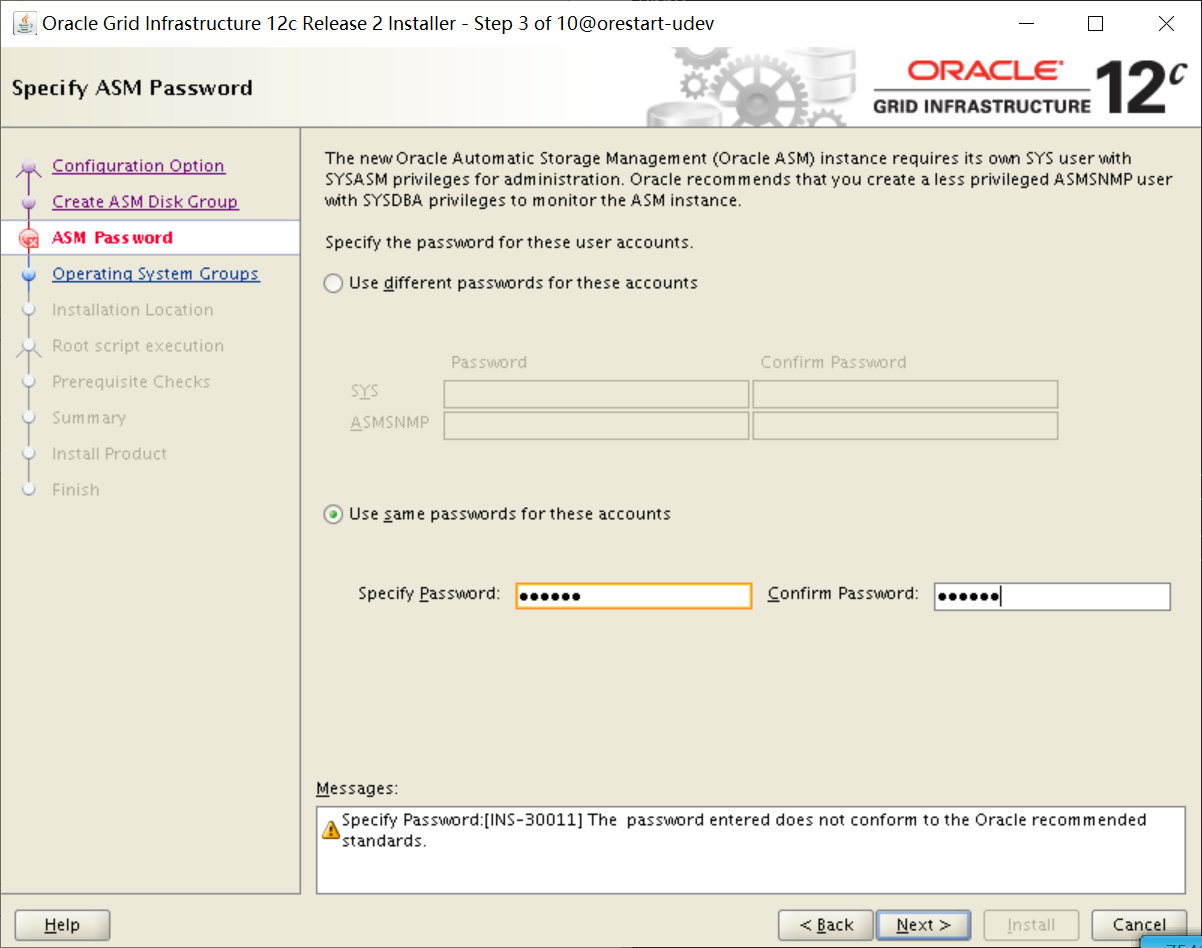 Oracle Grid Infrastructure 12c Release 2 Installer - Step 3 of 10@orestart-udev
Specify ASM Password
ORACLE
GRID INFRASTRUCTURE
12c
Configuration Option
Create ASM Disk Group
ASM Password
Operating System Groups
Installation Location
Root script execution
Prerequisite Checks
Summary
Install Product
Finish
The new Oracle Automatic Storage Management (Oracle ASM) instance requires its own SYS user with
SYSASM privileges for administration. Oracle recommends that you create a less privileged ASMSNMP user
with SYSDBA privileges to monitor the ASM instance.
Specify the password for these user accounts.
Use different passwords for these accounts
Password Confirm Password
SYS
ASMSNMP
Use same passwords for these accounts
Specify Password: •••••• Confirm Password: ••••••
Messages:
Specify Password:[INS-30011] The  password entered does not conform to the Oracle recommended
standards.
Help < Back Next > Install Cancel